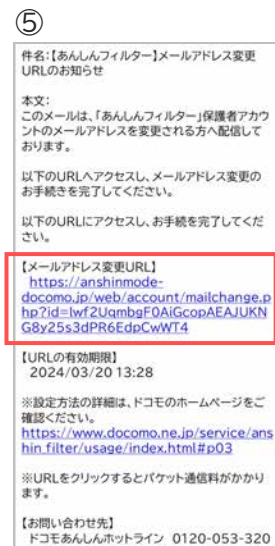 ⑤
件名:【あんしんフィルター】メールアドレス変更
URLのお知らせ
本文:
このメールは、「あんしんフィルター」保護者アカウ
ントのメールアドレスを変更される方へ配信して
おります。
以下のURLへアクセスし、メールアドレス変更の
お手続きを完了してください。
以下のURLにアクセスし、お手続を完了してくだ
さい。
【メールアドレス変更URL】
https://anshinmode-
docomo.jp/web/account/mailchange.p
hp?id=Iwf2UqmbgF0AiGcopAEAJUKN
G8y25s3dPR6EdpCwWT4
【URLの有効期限】
2024/03/20 13:28
※設定方法の詳細は、ドコモのホームページをご
確認ください。
https://www.docomo.ne.jp/service/ans
hin_filter/usage/index.html#p03
※URLをクリックするとパケット通信料がかかり
ます。
【お問い合わせ先】
ドコモあんしんホットライン 0120-053-320